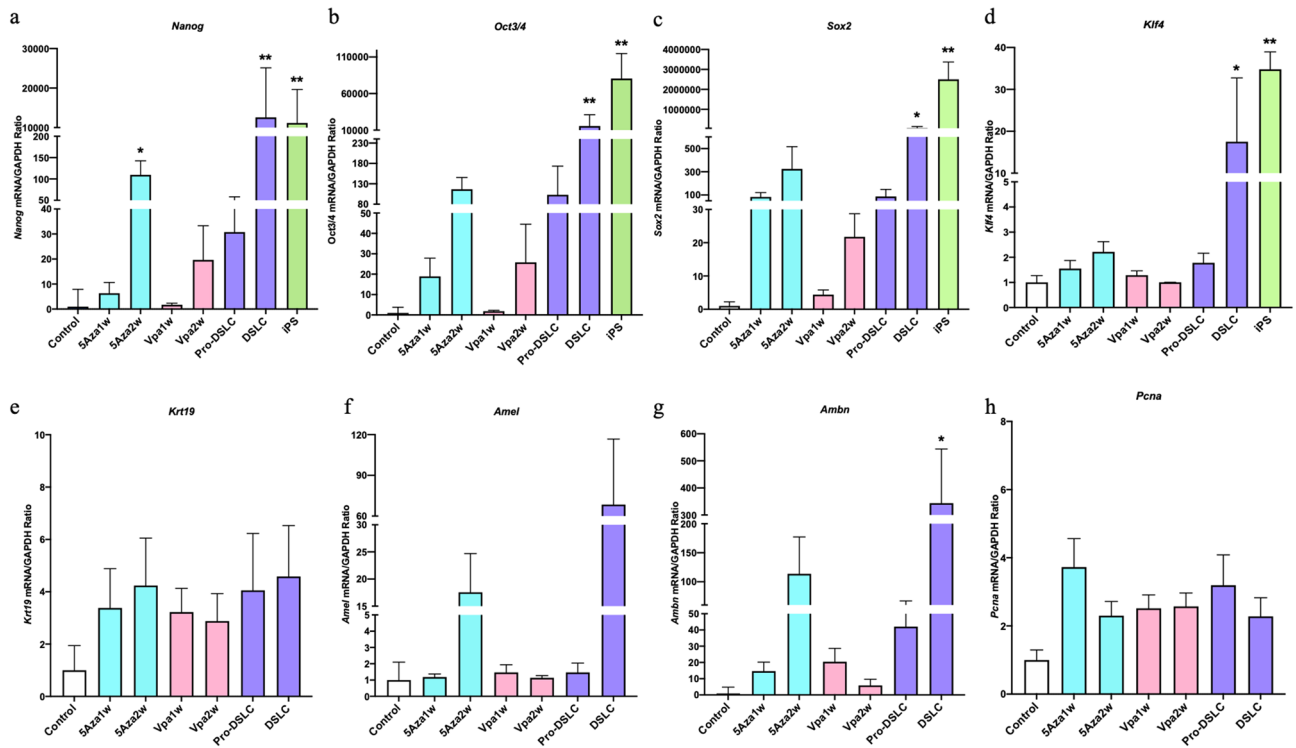 a
Nanog
Nanog mRNA/GAPDH Ratio
30000
20000
10000
200
150
100
50
40
30
20
10
0
*
**
**
Control
5Aza1w
5Aza2w
Vpa1w
Vpa2w
Pro-DSLC
DSLC
iPS
b
Oct3/4
Oct3/4 mRNA/GAPDH Ratio
110000
60000
10000
230
180
130
80
50
40
30
20
10
0
**
**
Control
5Aza1w
5Aza2w
Vpa1w
Vpa2w
Pro-DSLC
DSLC
iPS
c
Sox2
Sox2 mRNA/GAPDH Ratio
4000000
3000000
2000000
1000000
500
300
100
30
20
10
0
*
**
Control
5Aza1w
5Aza2w
Vpa1w
Vpa2w
Pro-DSLC
DSLC
iPS
d
Klf4
Klf4 mRNA/GAPDH Ratio
40
30
20
10
5
4
3
2
1
0
*
**
Control
5Aza1w
5Aza2w
Vpa1w
Vpa2w
Pro-DSLC
DSLC
iPS
e
Krt19
Krt19 mRNA/GAPDH Ratio
10
8
6
4
2
0
Control
5Aza1w
5Aza2w
Vpa1w
Vpa2w
Pro-DSLC
DSLC
f
Amel
Amel mRNA/GAPDH Ratio
120
90
60
30
25
20
15
5
4
3
2
1
0
Control
5Aza1w
5Aza2w
Vpa1w
Vpa2w
Pro-DSLC
DSLC
g
Ambn
Ambn mRNA/GAPDH Ratio
600
500
400
300
200
150
100
50
40
30
20
10
0
*
Control
5Aza1w
5Aza2w
Vpa1w
Vpa2w
Pro-DSLC
DSLC
h
Pcna
Pcna mRNA/GAPDH Ratio
8
6
4
2
0
Control
5Aza1w
5Aza2w
Vpa1w
Vpa2w
Pro-DSLC
DSLC